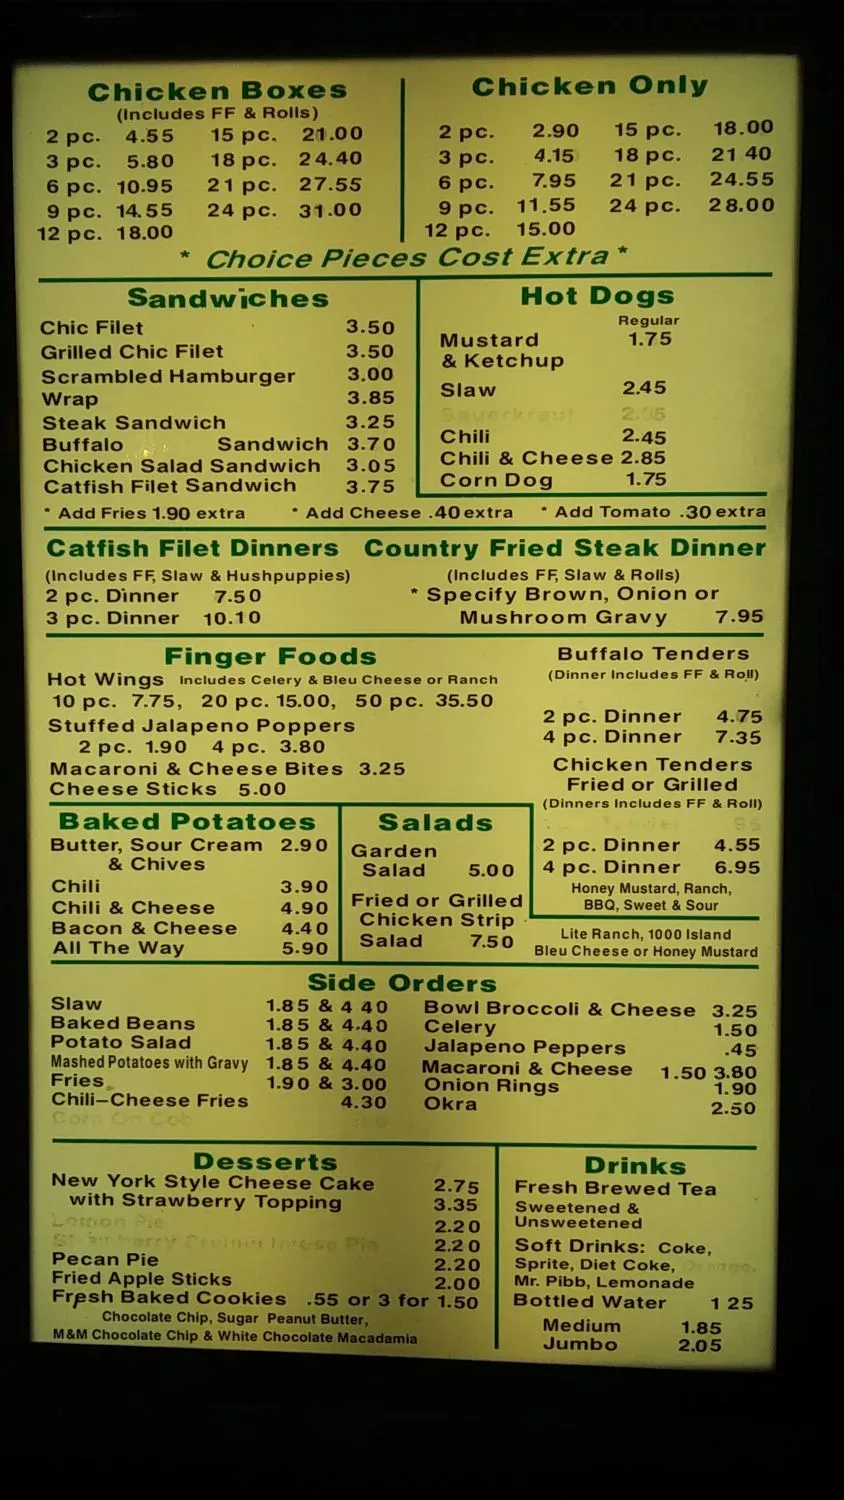 Chicken Boxes
(Includes FF & Rolls)
2 pc. 4.55 15 pc. 21.00
3 pc. 5.80 18 pc. 24.40
6 pc. 10.95 21 pc. 27.55
9 pc. 14.55 24 pc. 31.00
12 pc. 18.00
Chicken Only
2 pc. 2.90 15 pc. 18.00
3 pc. 4.15 18 pc. 21 40
6 pc. 7.95 21 pc. 24.55
9 pc. 11.55 24 pc. 28.00
12 pc. 15.00
* Choice Pieces Cost Extra *
Sandwiches
Chic Filet 3.50
Grilled Chic Filet 3.50
Scrambled Hamburger 3.00
Wrap 3.85
Steak Sandwich 3.25
Buffalo Sandwich 3.70
Chicken Salad Sandwich 3.05
Catfish Filet Sandwich 3.75
Hot Dogs
Regular
Mustard 1.75
& Ketchup
Slaw 2.45
Sauerkraut
Chili 2.45
Chili & Cheese 2.85
Corn Dog 1.75
* Add Fries 1.90 extra * Add Cheese .40 extra * Add Tomato .30 extra
Catfish Filet Dinners
(Includes FF, Slaw & Hushpuppies)
2 pc. Dinner 7.50
3 pc. Dinner 10.10
Country Fried Steak Dinner
(Includes FF, Slaw & Rolls)
* Specify Brown, Onion or
Mushroom Gravy 7.95
Finger Foods
Hot Wings Includes Celery & Bleu Cheese or Ranch
10 pc. 7.75, 20 pc. 15.00, 50 pc. 35.50
Stuffed Jalapeno Poppers
2 pc. 1.90 4 pc. 3.80
Macaroni & Cheese Bites 3.25
Cheese Sticks 5.00
Buffalo Tenders
(Dinner Includes FF & Roll)
2 pc. Dinner 4.75
4 pc. Dinner 7.35
Chicken Tenders
Fried or Grilled
(Dinners Includes FF & Roll)
2 pc. Dinner 4.55
4 pc. Dinner 6.95
Honey Mustard, Ranch,
BBQ, Sweet & Sour
Baked Potatoes
Butter, Sour Cream 2.90
& Chives
Chili 3.90
Chili & Cheese 4.90
Bacon & Cheese 4.40
All The Way 5.90
Salads
Garden
Salad 5.00
Fried or Grilled
Chicken Strip
Salad 7.50
Lite Ranch, 1000 Island
Bleu Cheese or Honey Mustard
Side Orders
Slaw 1.85 & 4 40
Baked Beans 1.85 & 4.40
Potato Salad 1.85 & 4.40
Mashed Potatoes with Gravy 1.85 & 4.40
Fries 1.90 & 3.00
Chili-Cheese Fries 4.30
Corn On Cob
Bowl Broccoli & Cheese 3.25
Celery 1.50
Jalapeno Peppers .45
Macaroni & Cheese 1.50 3.80
Onion Rings 1.90
Okra 2.50
Desserts
New York Style Cheese Cake 2.75
with Strawberry Topping 3.35
Lemon Pie 2.20
2.20
Pecan Pie 2.20
Fried Apple Sticks 2.00
Fresh Baked Cookies .55 or 3 for 1.50
Chocolate Chip, Sugar Peanut Butter,
M&M Chocolate Chip & White Chocolate Macadamia
Drinks
Fresh Brewed Tea
Sweetened &
Unsweetened
Soft Drinks: Coke,
Sprite, Diet Coke, Orange,
Mr. Pibb, Lemonade
Bottled Water 1 25
Medium 1.85
Jumbo 2.05